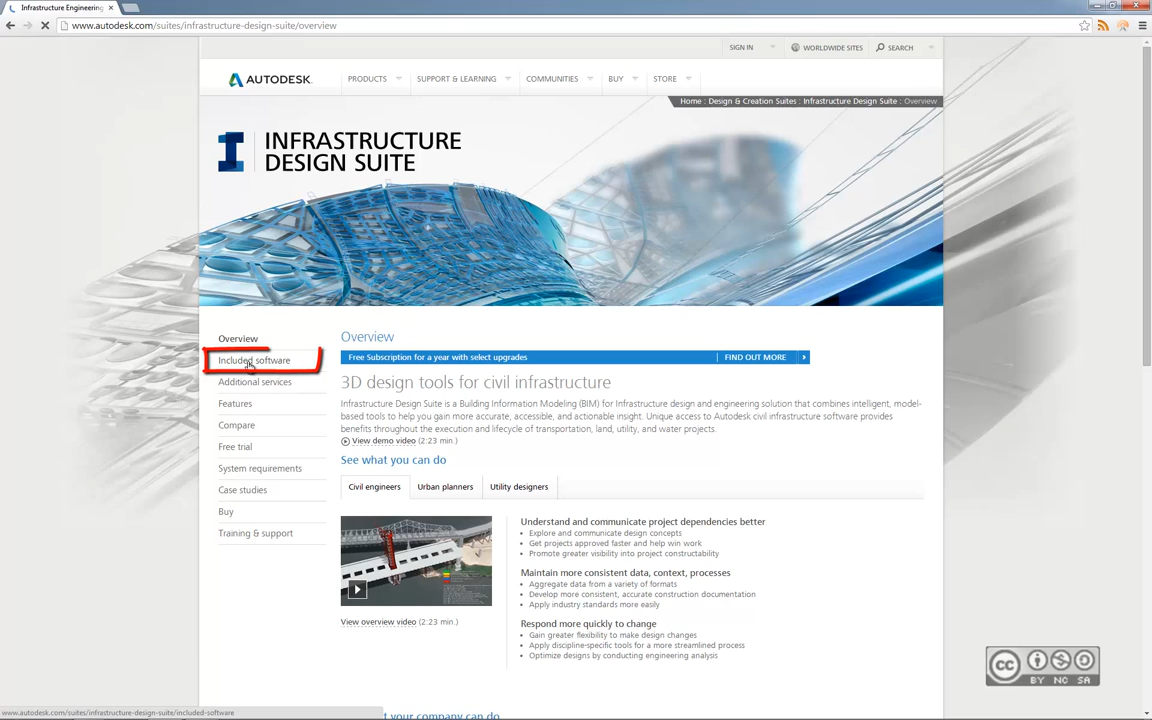 Infrastructure Engineering
www.autodesk.com/suites/infrastructure-design-suite/overview
SIGN IN
WORLDWIDE SITES
SEARCH
AUTODESK
PRODUCTS
SUPPORT & LEARNING
COMMUNITIES
BUY
STORE
Home : Design & Creation Suites : Infrastructure Design Suite : Overview
INFRASTRUCTURE
DESIGN SUITE
Overview
Included software
Additional services
Features
Compare
Free trial
System requirements
Case studies
Buy
Training & support
Overview
Free Subscription for a year with select upgrades
FIND OUT MORE
3D design tools for civil infrastructure
Infrastructure Design Suite is a Building Information Modeling (BIM) for Infrastructure design and engineering solution that combines intelligent, model-
based tools to help you gain more accurate, accessible, and actionable insight. Unique access to Autodesk civil infrastructure software provides
benefits throughout the execution and lifecycle of transportation, land, utility, and water projects.
View demo video (2:23 min.)
See what you can do
Civil engineers
Urban planners
Utility designers
View overview video (2:23 min.)
Understand and communicate project dependencies better
• Explore and communicate design concepts
• Get projects approved faster and help win work
• Promote greater visibility into project constructability
Maintain more consistent data, context, processes
• Aggregate data from a variety of formats
• Develop more consistent, accurate construction documentation
• Apply industry standards more easily
Respond more quickly to change
• Gain greater flexibility to make design changes
• Apply discipline-specific tools for a more streamlined process
• Optimize designs by conducting engineering analysis
cc
BY NC SA
www.autodesk.com/suites/infrastructure-design-suite/included-software
your company can do